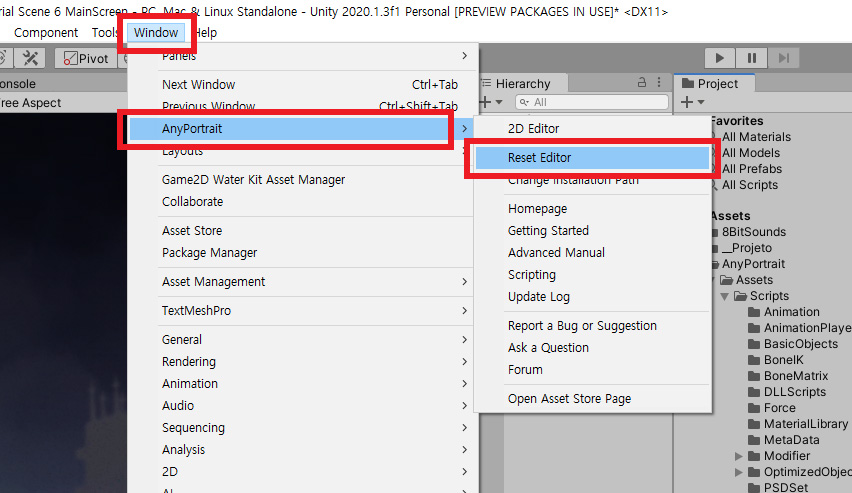 rial Scene 6 MainScreen - PC, Mac & Linux Standalone - Unity 2020.1.3f1 Personal [PREVIEW PACKAGES IN USE]* <DX11>
Component Tools Window Help
Pivot
Panels
Next Window Ctrl+Tab
Previous Window Ctrl+Shift+Tab
AnyPortrait
Layouts
Game2D Water Kit Asset Manager
Collaborate
Asset Store
Package Manager
Asset Management
TextMeshPro
General
Rendering
Animation
Audio
Sequencing
Analysis
2D
AI
onsole
ree Aspect
2D Editor
Reset Editor
Change Installation Path
Homepage
Getting Started
Advanced Manual
Scripting
Update Log
Report a Bug or Suggestion
Ask a Question
Forum
Open Asset Store Page
Hierarchy
All
Project
Favorites
All Materials
All Models
All Prefabs
All Scripts
Assets
8BitSounds
__Projeto
AnyPortrait
Assets
Scripts
Animation
AnimationPlaye
BasicObjects
BoneIK
BoneMatrix
DLLScripts
Force
MaterialLibrary
MetaData
Modifier
OptimizedObjec
PSDSet